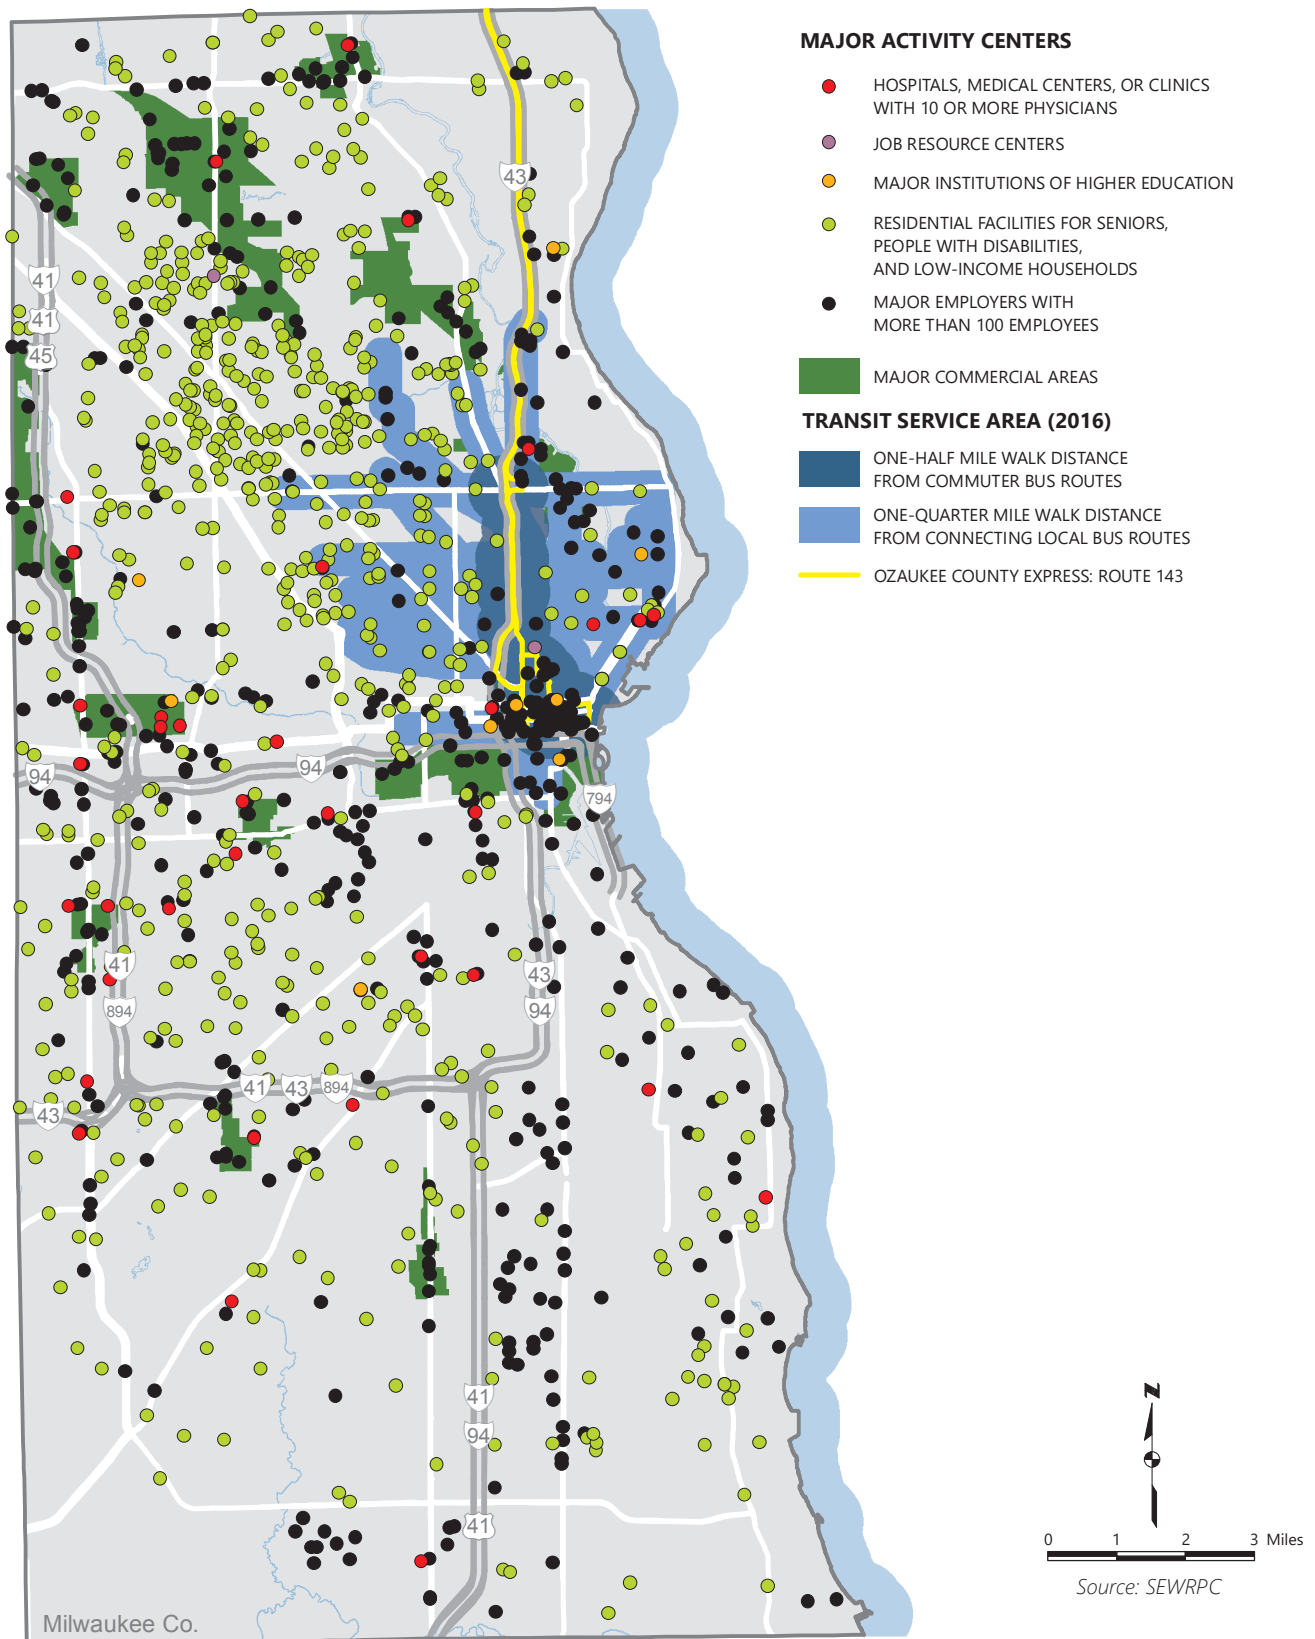 MAJOR ACTIVITY CENTERS
HOSPITALS, MEDICAL CENTERS, OR CLINICS
WITH 10 OR MORE PHYSICIANS
JOB RESOURCE CENTERS
MAJOR INSTITUTIONS OF HIGHER EDUCATION
RESIDENTIAL FACILITIES FOR SENIORS,
PEOPLE WITH DISABILITIES,
AND LOW-INCOME HOUSEHOLDS
MAJOR EMPLOYERS WITH
MORE THAN 100 EMPLOYEES
MAJOR COMMERCIAL AREAS
TRANSIT SERVICE AREA (2016)
ONE-HALF MILE WALK DISTANCE
FROM COMMUTER BUS ROUTES
ONE-QUARTER MILE WALK DISTANCE
FROM CONNECTING LOCAL BUS ROUTES
OZAUKEE COUNTY EXPRESS: ROUTE 143
43
41
41
45
94
94
794
41
894
43
94
41
43
894
43
41
94
41
N
0 1 2 3 Miles
Source: SEWRPC
Milwaukee Co.